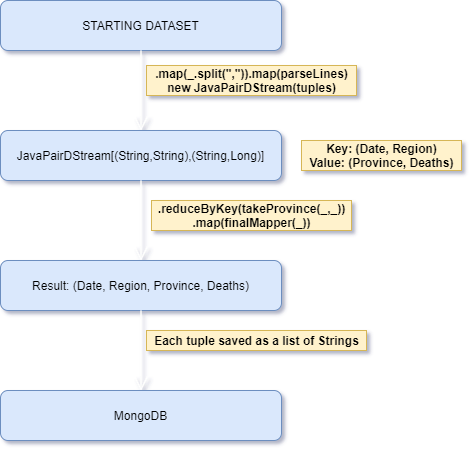 STARTING DATASET
.map(_.split(",")).map(parseLines)
new JavaPairDStream(tuples)
JavaPairDStream[(String,String),(String,Long)]
Key: (Date, Region)
Value: (Province, Deaths)
.reduceByKey(takeProvince(_,_))
.map(finalMapper(_))
Result: (Date, Region, Province, Deaths)
Each tuple saved as a list of Strings
MongoDB